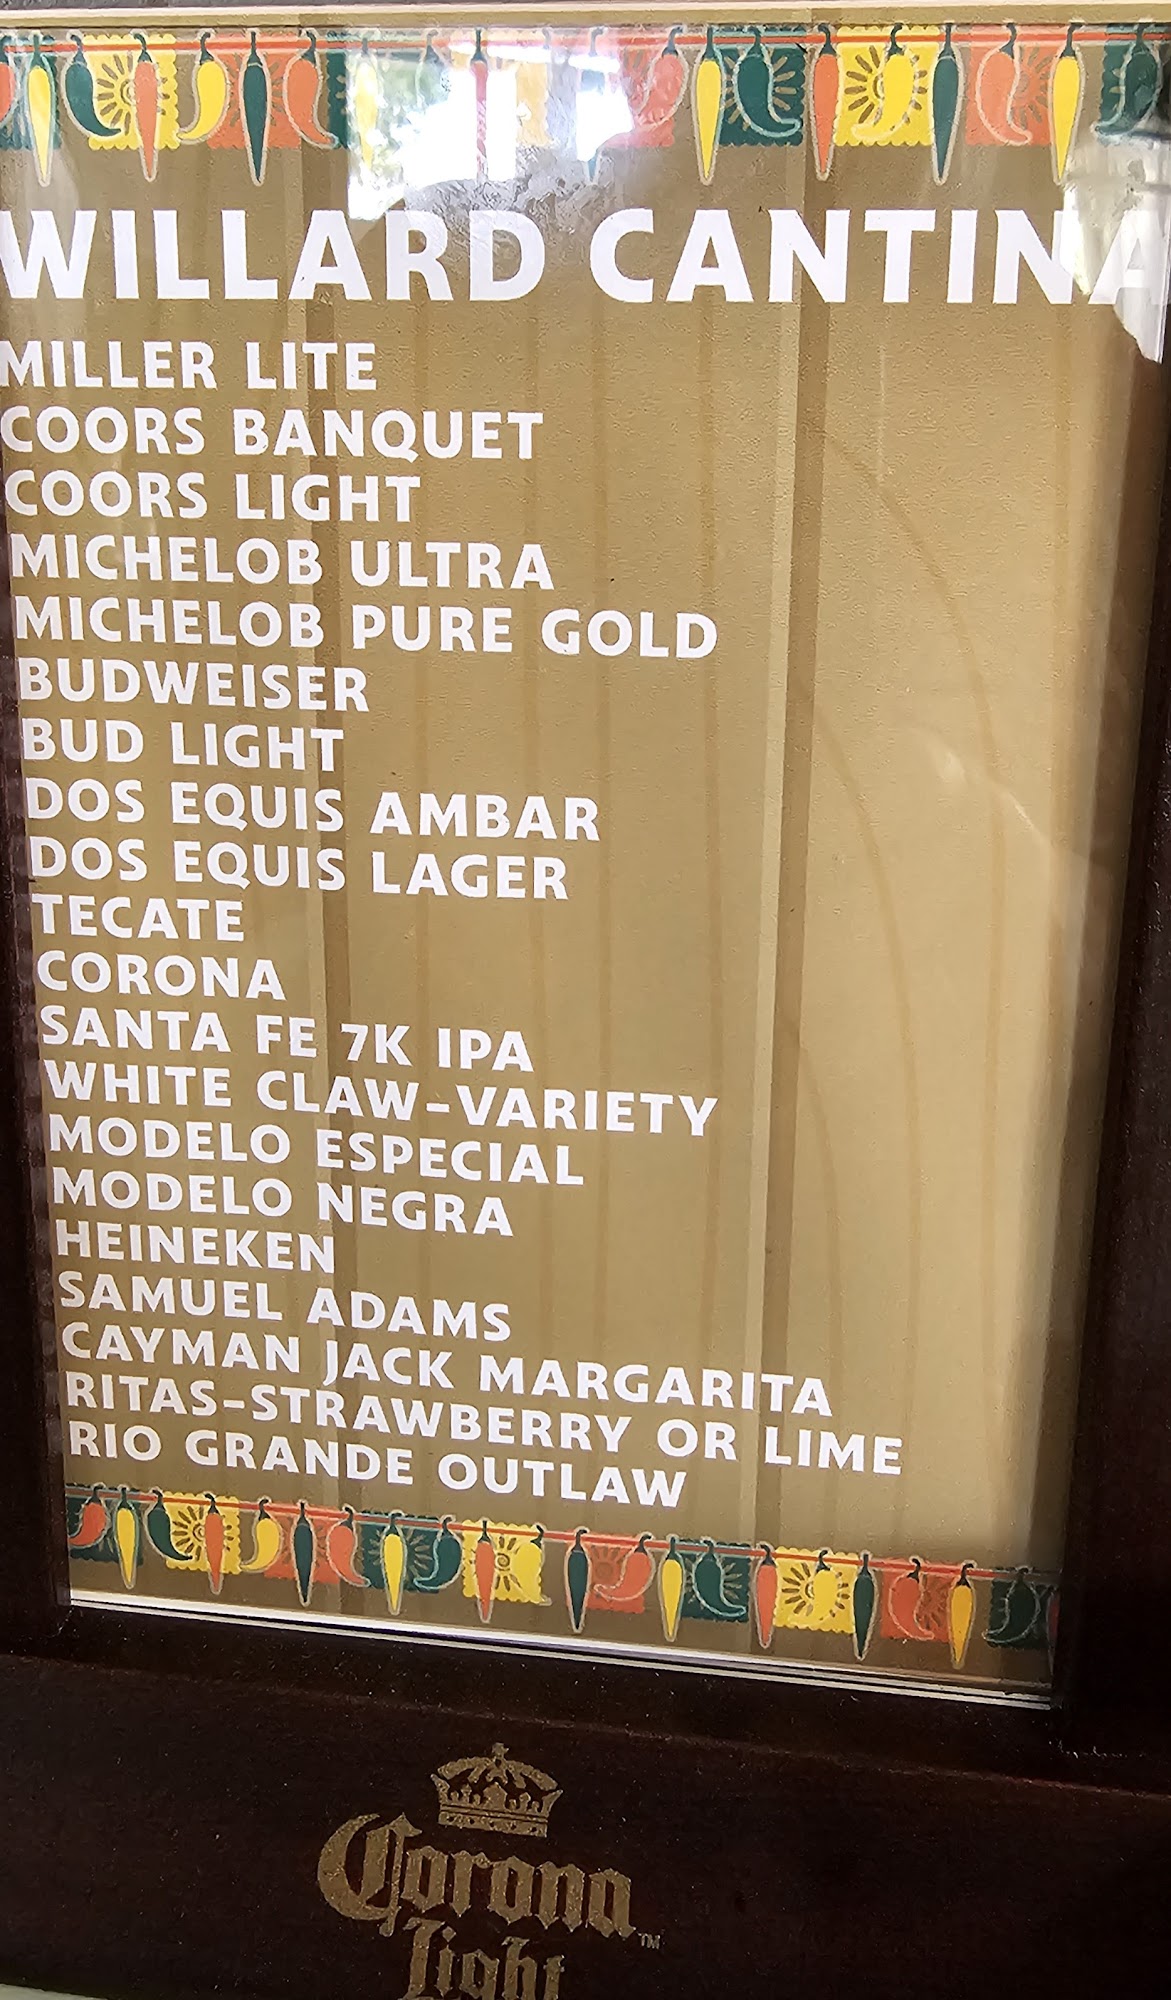 WILLARD CANTINA
MILLER LITE
COORS BANQUET
COORS LIGHT
MICHELOB ULTRA
MICHELOB PURE GOLD
BUDWEISER
BUD LIGHT
DOS EQUIS AMBAR
DOS EQUIS LAGER
TECATE
CORONA
SANTA FE 7K IPA
WHITE CLAW-VARIETY
MODELO ESPECIAL
MODELO NEGRA
HEINEKEN
SAMUEL ADAMS
CAYMAN JACK MARGARITA
RITAS-STRAWBERRY OR LIME
RIO GRANDE OUTLAW
Corona
Light
TM